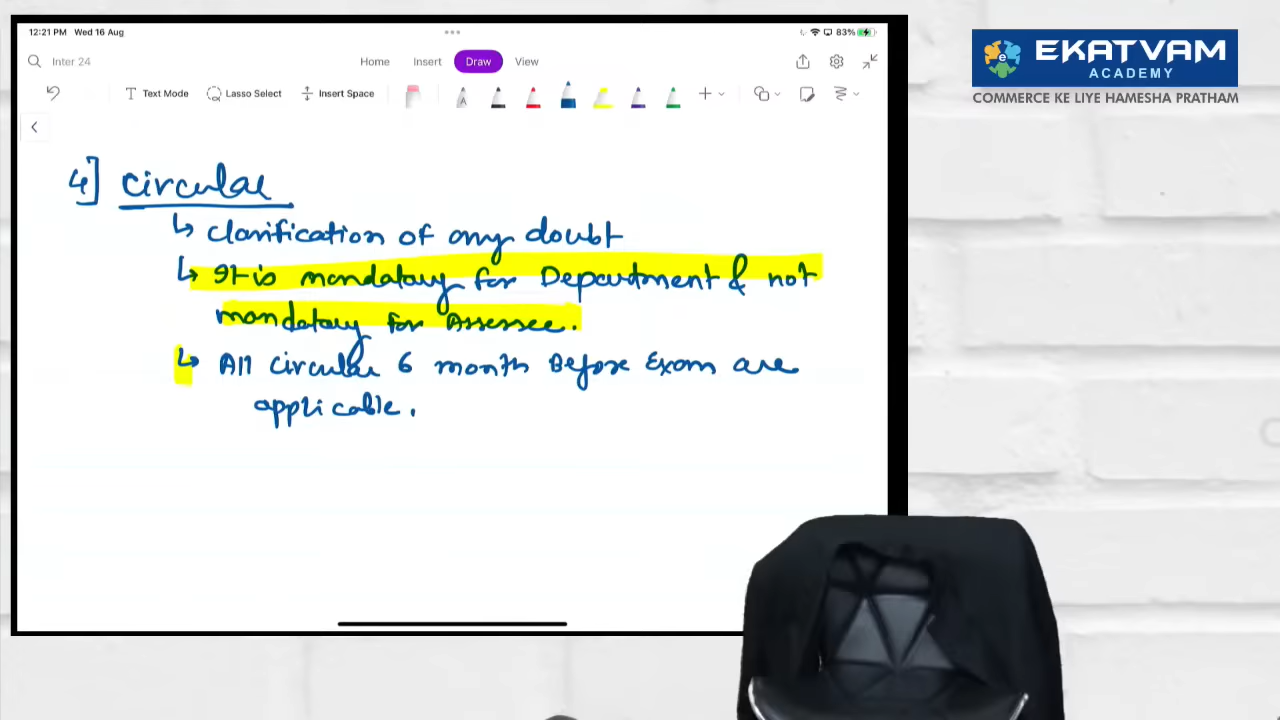 12:21 PM Wed 16 Aug
83%
Inter 24
Home Insert Draw View
Text Mode Lasso Select Insert Space
4] Circular
↳ clarification of any doubt
↳ It is mandatory for Department & not
mandatory for Assessee.
↳ All circular 6 month Before Exam are
applicable.
EKATVAM
ACADEMY
COMMERCE KE LIYE HAMESHA PRATHAM